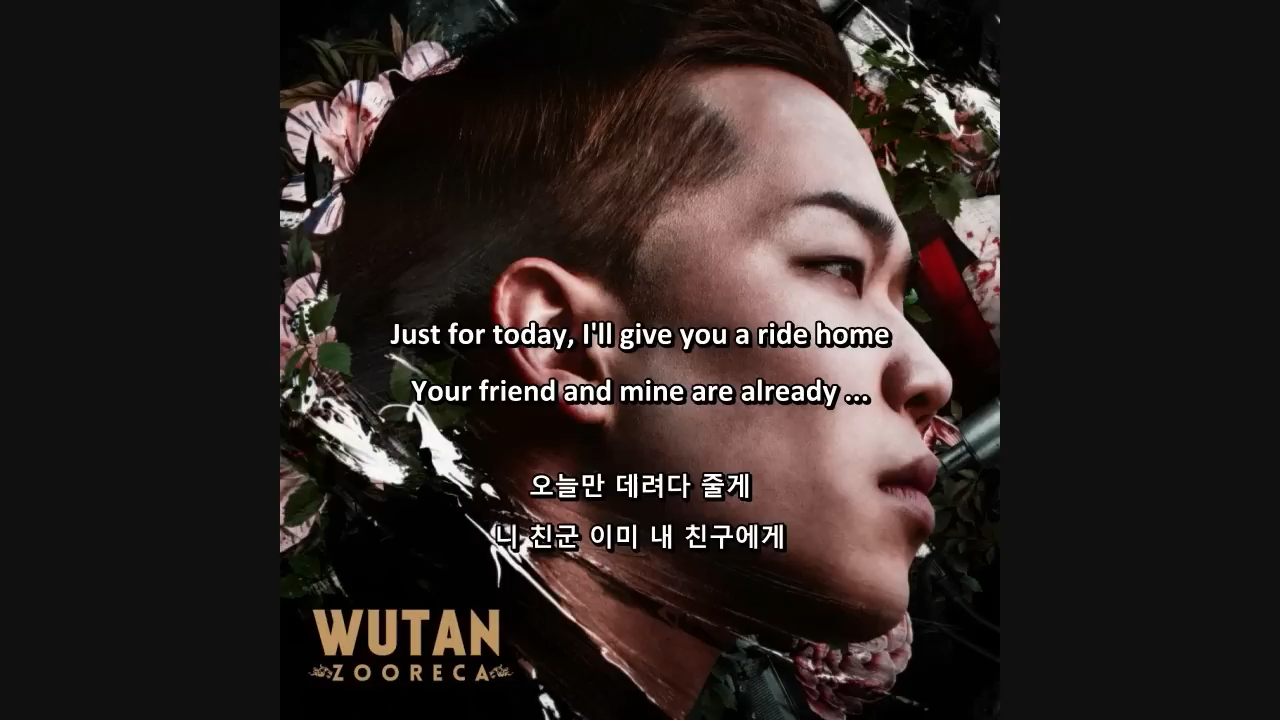 Just for today, I'll give you a ride home
Your friend and mine are already ...
오늘만 데려다 줄게
니 친군 이미 내 친구에게
WUTAN
ZOORECA